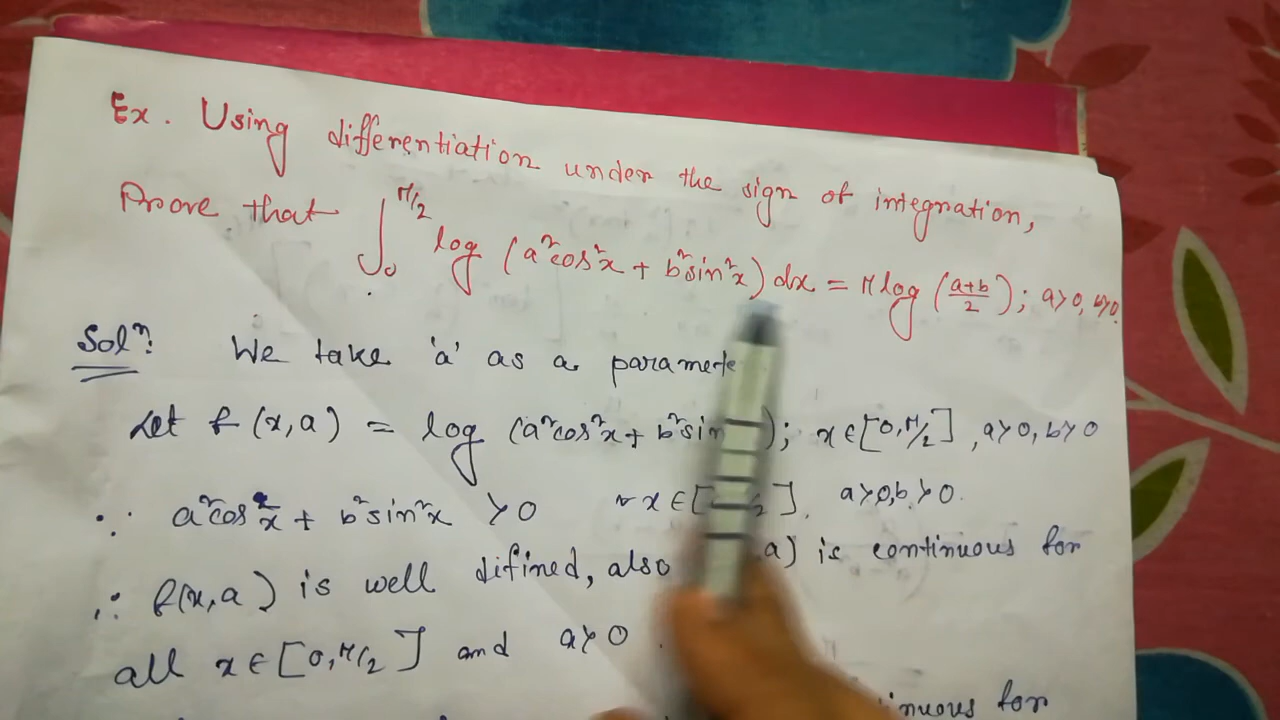 Ex. Using differentiation under the sign of integration,
Prove that ∫₀^{π/2} log (a²cos²x + b²sin²x) dx = π log ((a+b)/2); a>0, b>0.
Solⁿ: We take 'a' as a
Let f(x,a) = log (a²cos²x + b²sin ); x∈[0,π/2], a>0, b>0
∵ a²cos²x + b²sin²x >0 ∀ x∈[ ], a>0, b>0.
∴ f(x,a) is well difined, also a) is continuous for
all x∈[0,π/2] and a>0.
for